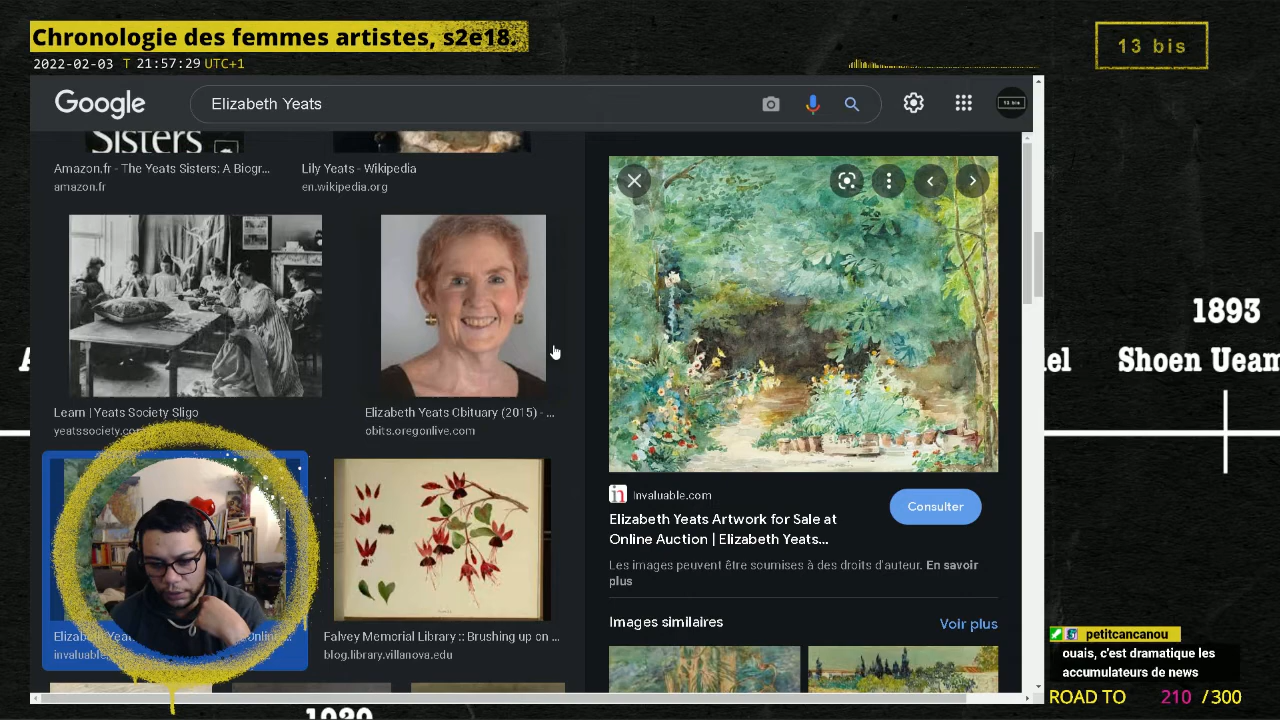 Chronologie des femmes artistes, s2e18.
2022-02-03 T 21:57:29 UTC+1
13 bis
Google
Elizabeth Yeats
13 bis
Sisters
Amazon.fr - The Yeats Sisters: A Biogr...
amazon.fr
Lily Yeats - Wikipedia
en.wikipedia.org
Learn | Yeats Society Sligo
Elizabeth Yeats Obituary (2015) - ...
obits.oregonlive.com
Falvey Memorial Library :: Brushing up on ...
blog.library.villanova.edu
in
invaluable.com
Elizabeth Yeats Artwork for Sale at
Online Auction | Elizabeth Yeats...
Consulter
Les images peuvent être soumises à des droits d'auteur. En savoir
plus
Images similaires
Voir plus
1893
Shoen Ueam
petitcancanou
ouais, c'est dramatique les
accumulateurs de news
ROAD TO 210 /300